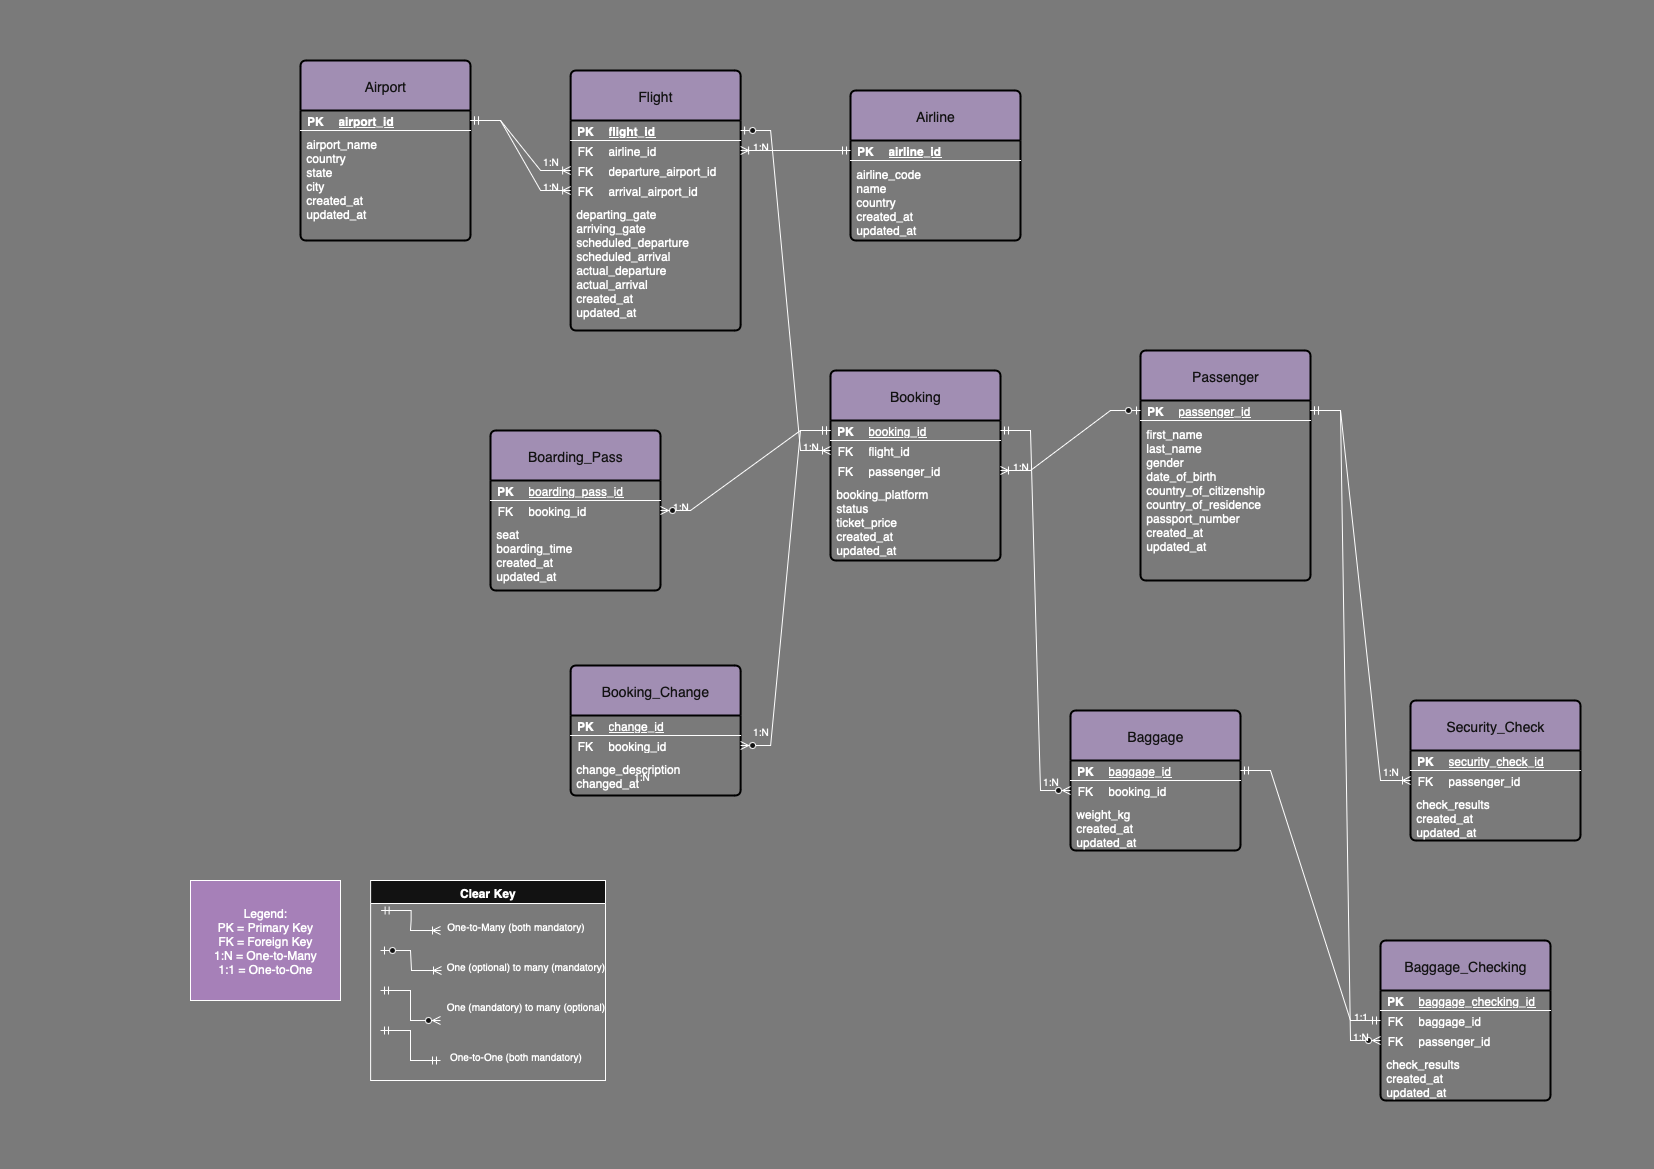 Airport
PK airport_id
airport_name
country
state
city
created_at
updated_at
Flight
PK flight_id
FK airline_id
FK departure_airport_id
FK arrival_airport_id
departing_gate
arriving_gate
scheduled_departure
scheduled_arrival
actual_departure
actual_arrival
created_at
updated_at
1:N
1:N
1:N
Airline
PK airline_id
airline_code
name
country
created_at
updated_at
Booking
PK booking_id
FK flight_id
FK passenger_id
booking_platform
status
ticket_price
created_at
updated_at
1:N
1:N
Passenger
PK passenger_id
first_name
last_name
gender
date_of_birth
country_of_citizenship
country_of_residence
passport_number
created_at
updated_at
Boarding_Pass
PK boarding_pass_id
FK booking_id
seat
boarding_time
created_at
updated_at
1:N
Booking_Change
PK change_id
FK booking_id
change_description
changed_at
1:N
1:N
Baggage
PK baggage_id
FK booking_id
weight_kg
created_at
updated_at
1:N
Security_Check
PK security_check_id
FK passenger_id
check_results
created_at
updated_at
1:N
Baggage_Checking
PK baggage_checking_id
FK baggage_id
FK passenger_id
check_results
created_at
updated_at
1:1
1:N
Legend:
PK = Primary Key
FK = Foreign Key
1:N = One-to-Many
1:1 = One-to-One
Clear Key
One-to-Many (both mandatory)
One (optional) to many (mandatory)
One (mandatory) to many (optional)
One-to-One (both mandatory)